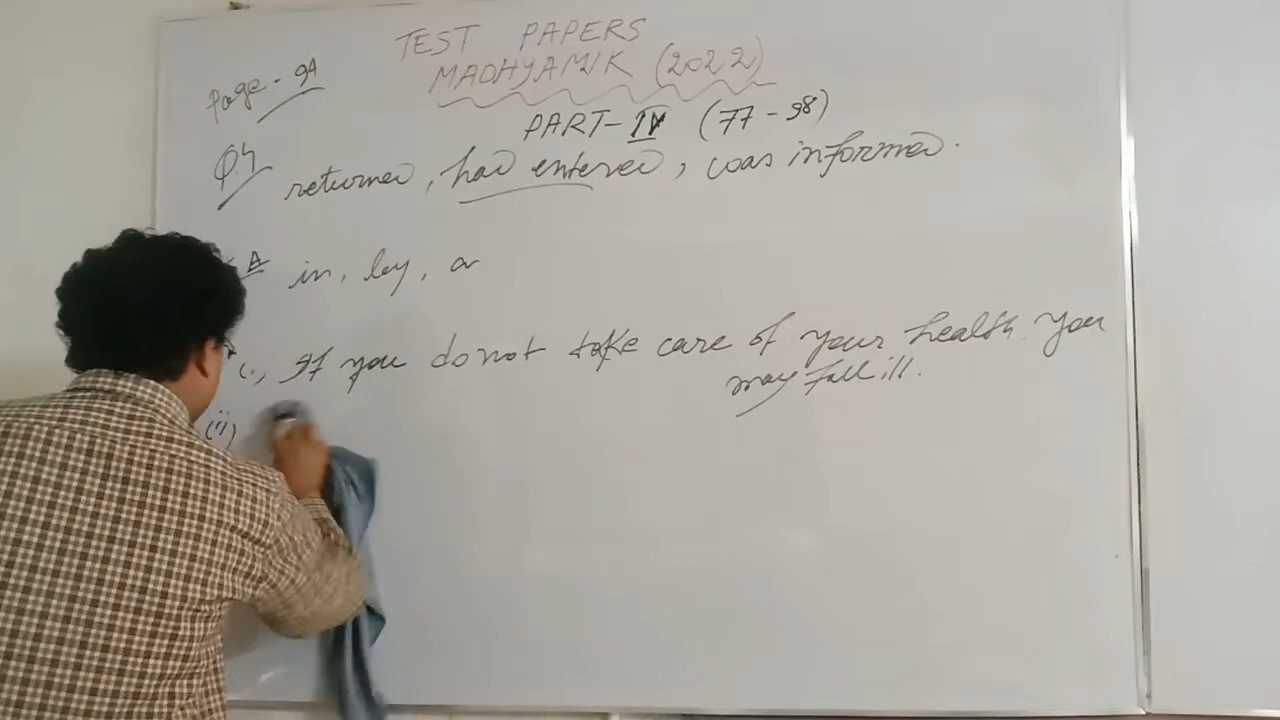 TEST PAPERS
MADHYAMIK (2022)
Page - 94
PART-IV (77 - 98)
Q.4 returned, had entered, was informed.
A in, by, a
i, If you do not take care of your health you
may fall ill.
(ii)